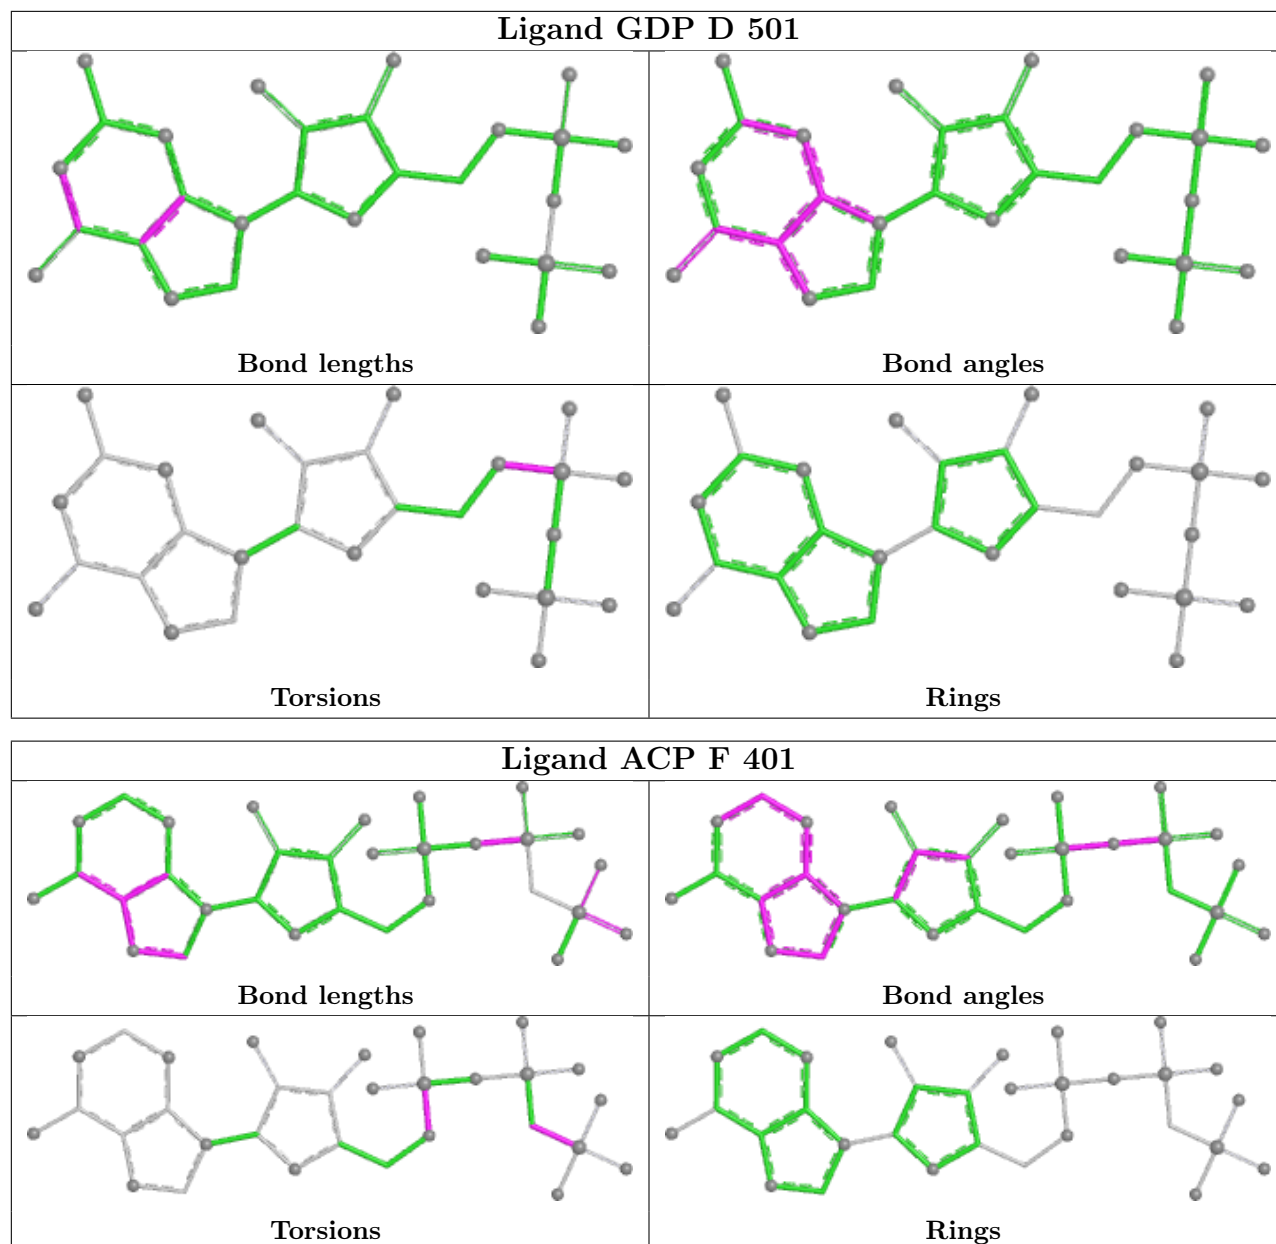 Ligand GDP D 501
Bond lengths
Bond angles
Torsions
Rings
Ligand ACP F 401
Bond lengths
Bond angles
Torsions
Rings